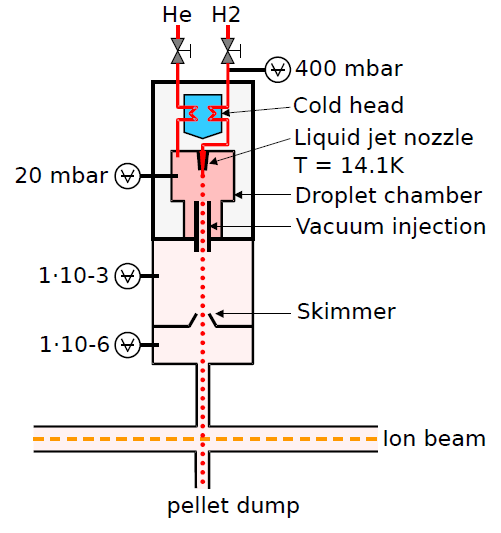 He H2
400 mbar
Cold head
Liquid jet nozzle
T = 14.1K
20 mbar
Droplet chamber
Vacuum injection
1·10-3
Skimmer
1·10-6
Ion beam
pellet dump